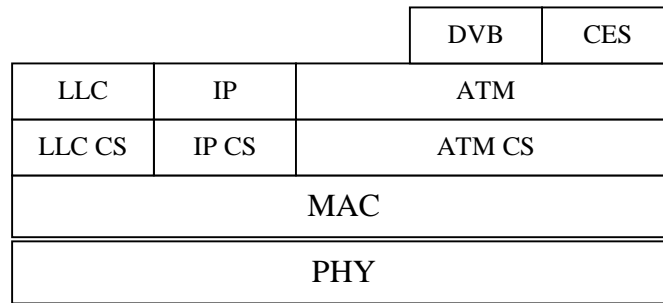 DVB CES
LLC IP ATM
LLC CS IP CS ATM CS
MAC
PHY